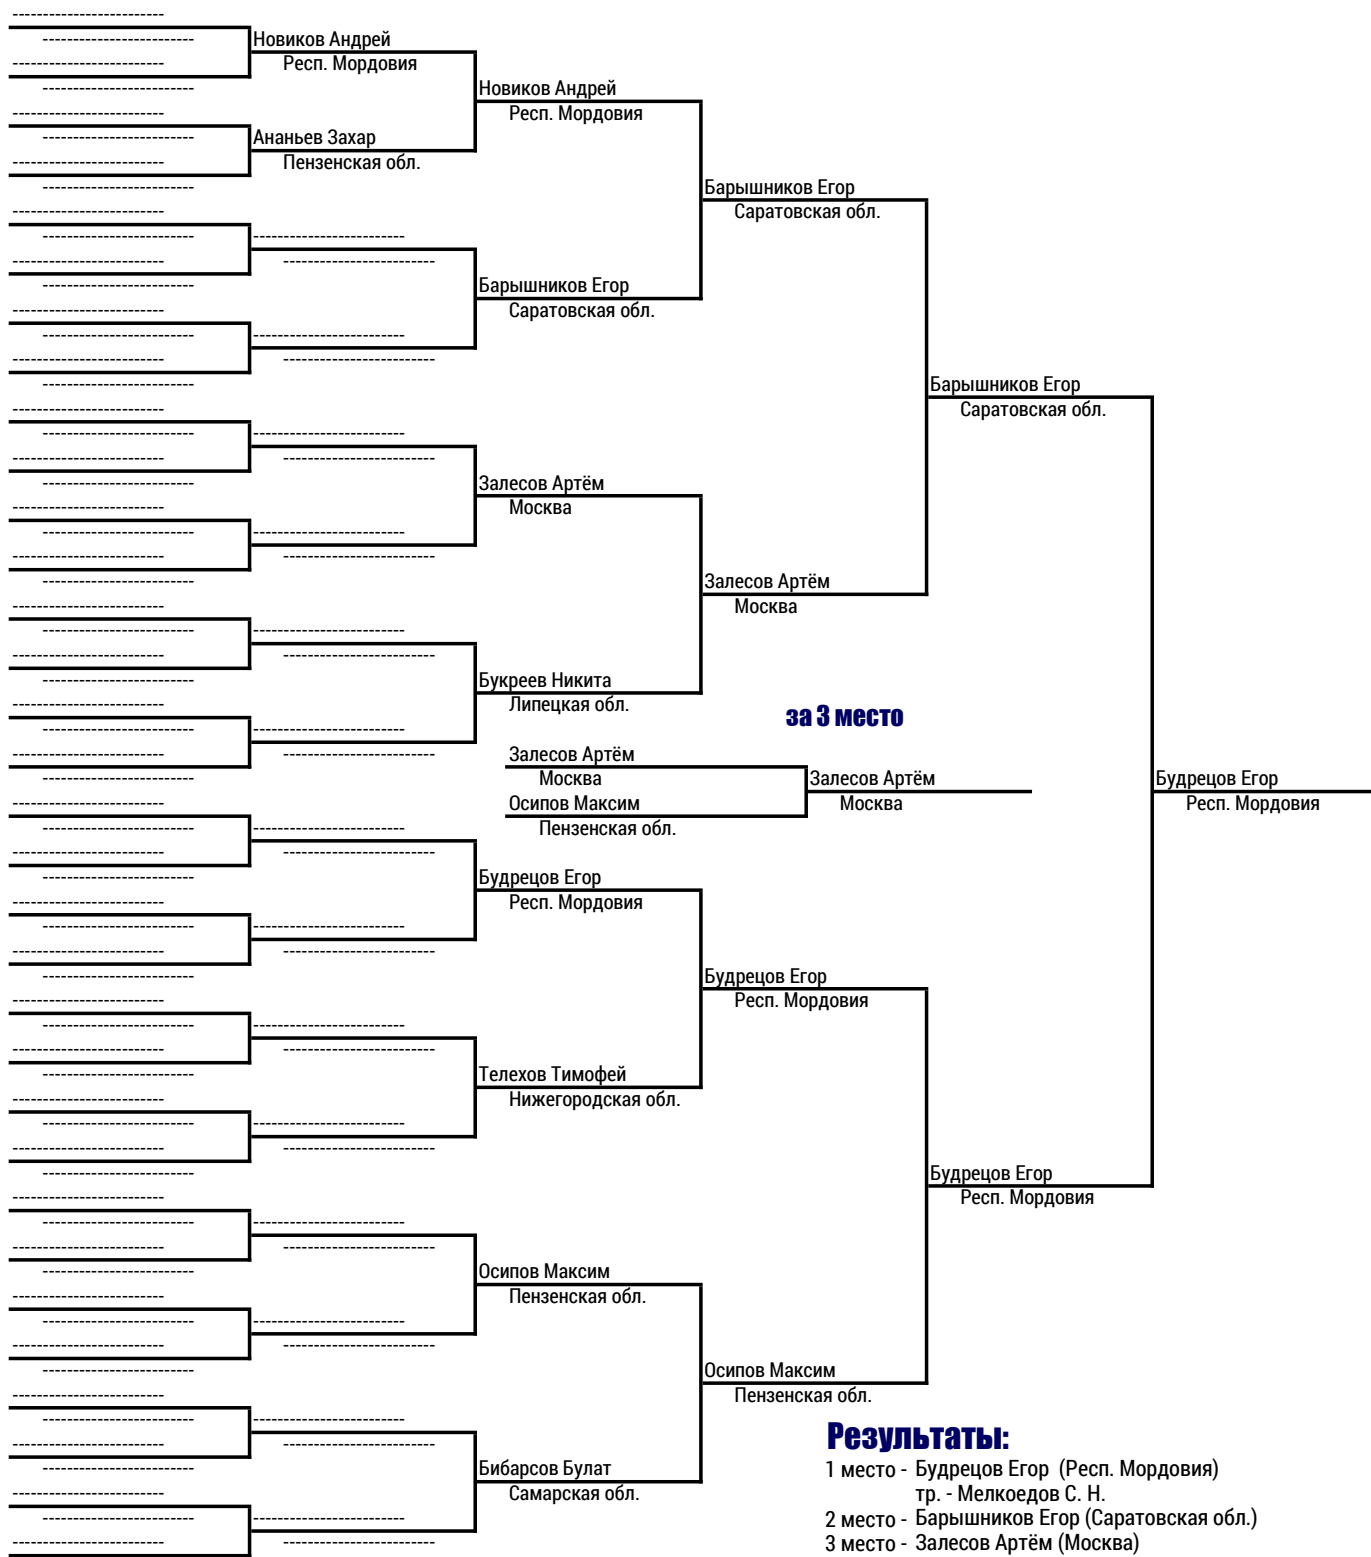 Новиков Андрей
Респ. Мордовия
Ананьев Захар
Пензенская обл.
Новиков Андрей
Респ. Мордовия
Барышников Егор
Саратовская обл.
Залесов Артём
Москва
Букреев Никита
Липецкая обл.
Будрецов Егор
Респ. Мордовия
Телехов Тимофей
Нижегородская обл.
Осипов Максим
Пензенская обл.
Бибарсов Булат
Самарская обл.
Барышников Егор
Саратовская обл.
Залесов Артём
Москва
Будрецов Егор
Респ. Мордовия
Осипов Максим
Пензенская обл.
Барышников Егор
Саратовская обл.
Будрецов Егор
Респ. Мордовия
Будрецов Егор
Респ. Мордовия
за 3 место
Залесов Артём
Москва
Осипов Максим
Пензенская обл.
Залесов Артём
Москва
Результаты:
1 место - Будрецов Егор (Респ. Мордовия)
тр. - Мелкоедов С. Н.
2 место - Барышников Егор (Саратовская обл.)
3 место - Залесов Артём (Москва)